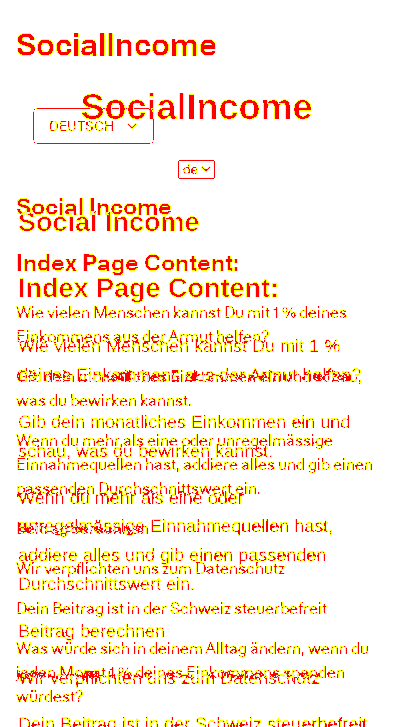 SocialIncome
SocialIncome
DEUTSCH
de
Social Income
Social Income
Index Page Content:
Index Page Content:
Wie vielen Menschen kannst Du mit 1% deines
Einkommens aus der Armut helfen?
Wie vielen Menschen kannst Du mit 1 %
deines Einkommens aus der Armut helfen?
was du bewirken kannst.
Gib dein monatliches Einkommen ein und
schau, was du bewirken kannst.
Wenn du mehr als eine oder unregelmässige
Einnahmequellen hast, addiere alles und gib einen
passenden Durchschnittswert ein.
Wenn du mehr als eine oder
unregelmässige Einnahmequellen hast,
addiere alles und gib einen passenden
Durchschnittswert ein.
Beitrag berechnen
Wir verpflichten uns zum Datenschutz
Dein Beitrag ist in der Schweiz steuerbefreit
Beitrag berechnen
Was würde sich in deinem Alltag ändern, wenn du
jeden Monat 1% deines Einkommens spenden
würdest?
Wir verpflichten uns zum Datenschutz
Dein Beitrag ist in der Schweiz steuerbefreit